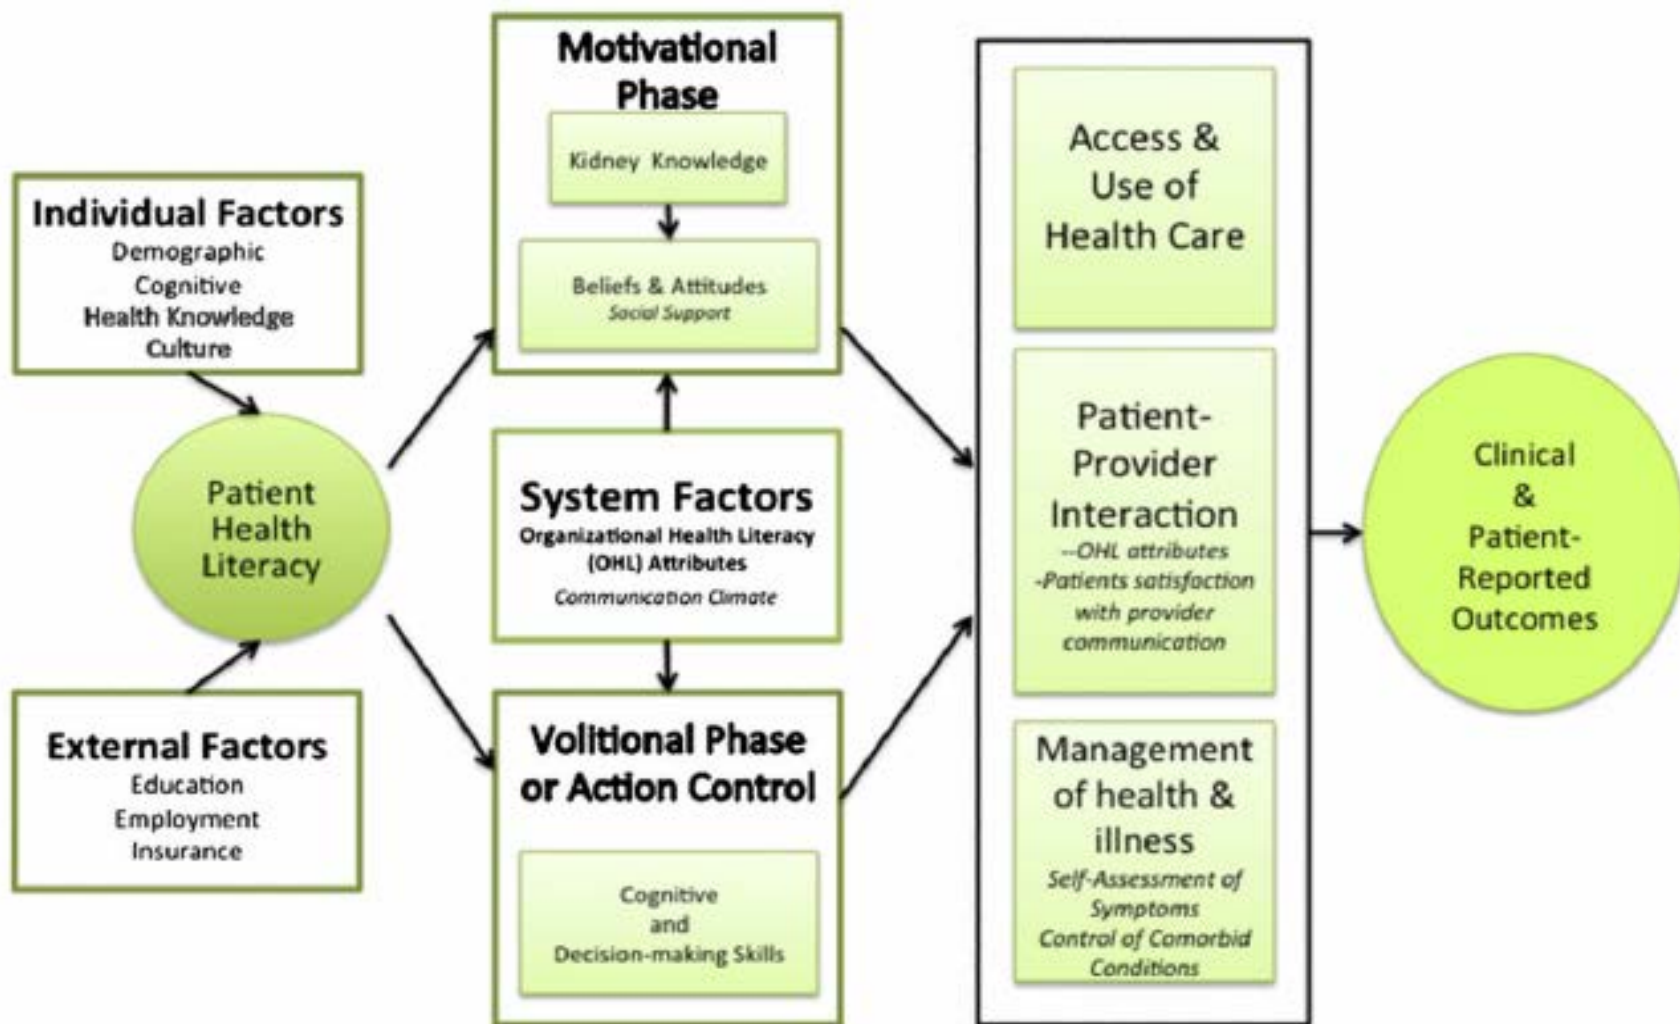 Individual Factors
Demographic
Cognitive
Health Knowledge
Culture
Patient
Health
Literacy
External Factors
Education
Employment
Insurance
Motivational
Phase
Kidney Knowledge
Beliefs & Attitudes
Social Support
System Factors
Organizational Health Literacy
(OHL) Attributes
Communication Climate
Volitional Phase
or Action Control
Cognitive
and
Decision-making Skills
Access &
Use of
Health Care
Patient-
Provider
Interaction
--OHL attributes
-Patients satisfaction
with provider
communication
Management
of health &
illness
Self-Assessment of
Symptoms
Control of Comorbid
Conditions
Clinical
&
Patient-
Reported
Outcomes